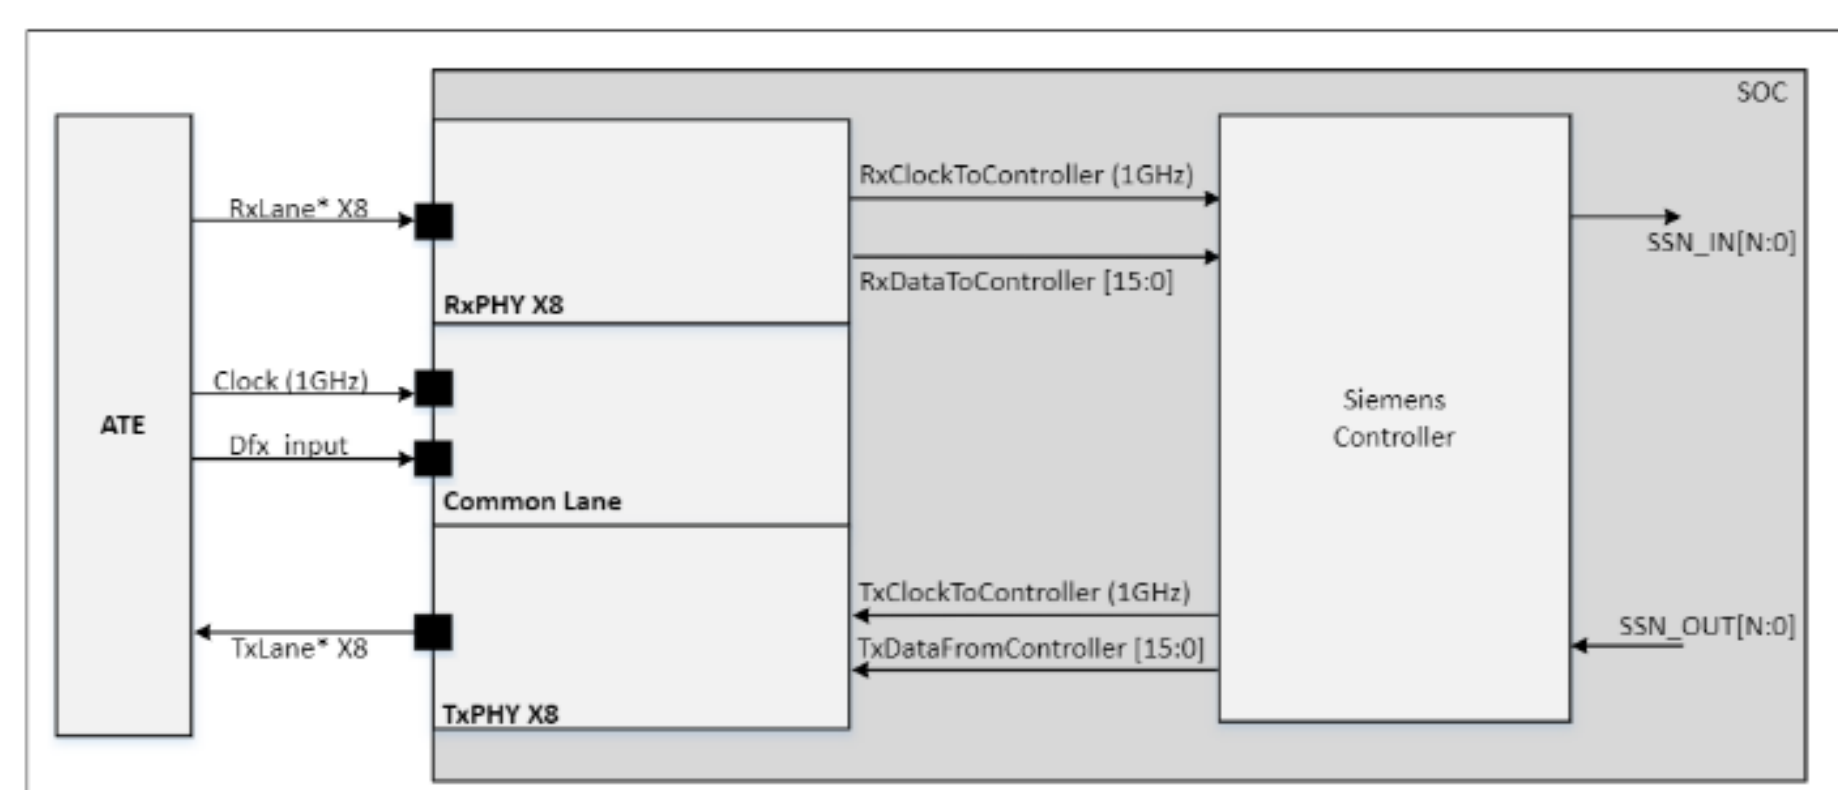 SOC
RxClockToController (1GHz)
RxLane* X8
SSN_IN[N:0]
RxDataToController [15:0]
RxPHY X8
Clock (1GHz)
Siemens
Controller
ATE
Dfx_input
Common Lane
TxClockToController (1GHz)
SSN_OUT[N:0]
TxLane* X8
TxDataFromController [15:0]
TxPHY X8